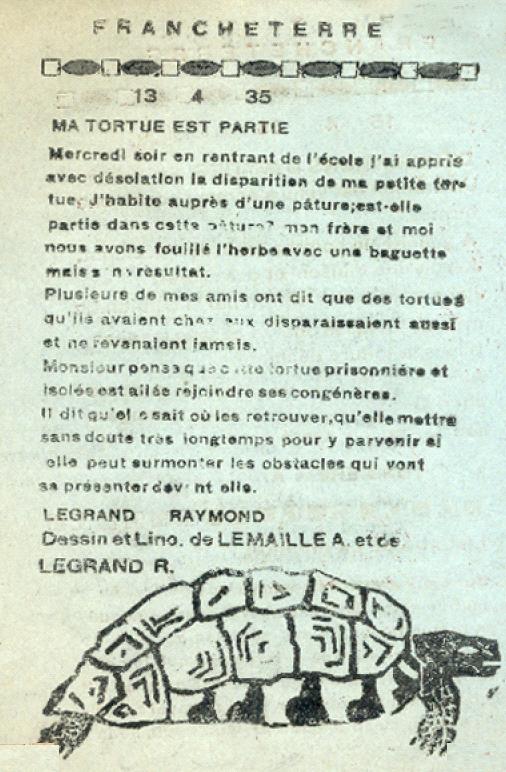 FRANCHETERRE
13 4 35
MA TORTUE EST PARTIE
Mercredi soir en rentrant de l'école j'ai appris
avec désolation la disparition de ma petite tor-
tue. J'habite auprès d'une pâture;est-elle
partie dans cette pâture? mon frère et moi
nous avons fouillé l'herbe avec une baguette
mais résultat.
Plusieurs de mes amis ont dit que des tortues
qu'ils avaient chez eux disparaissaient aussi
et ne revenaient jamais.
Monsieur pense que tortue prisonnière et
isolée est allée rejoindre ses congénères.
Il dit qu'elle sait où les retrouver,qu'elle mettra
sans doute très longtemps pour y parvenir si
elle peut surmonter les obstacles qui vont
se présenter devant elle.
LEGRAND RAYMOND
Dessin et Lino. de LEMAILLE A. et de
LEGRAND R.